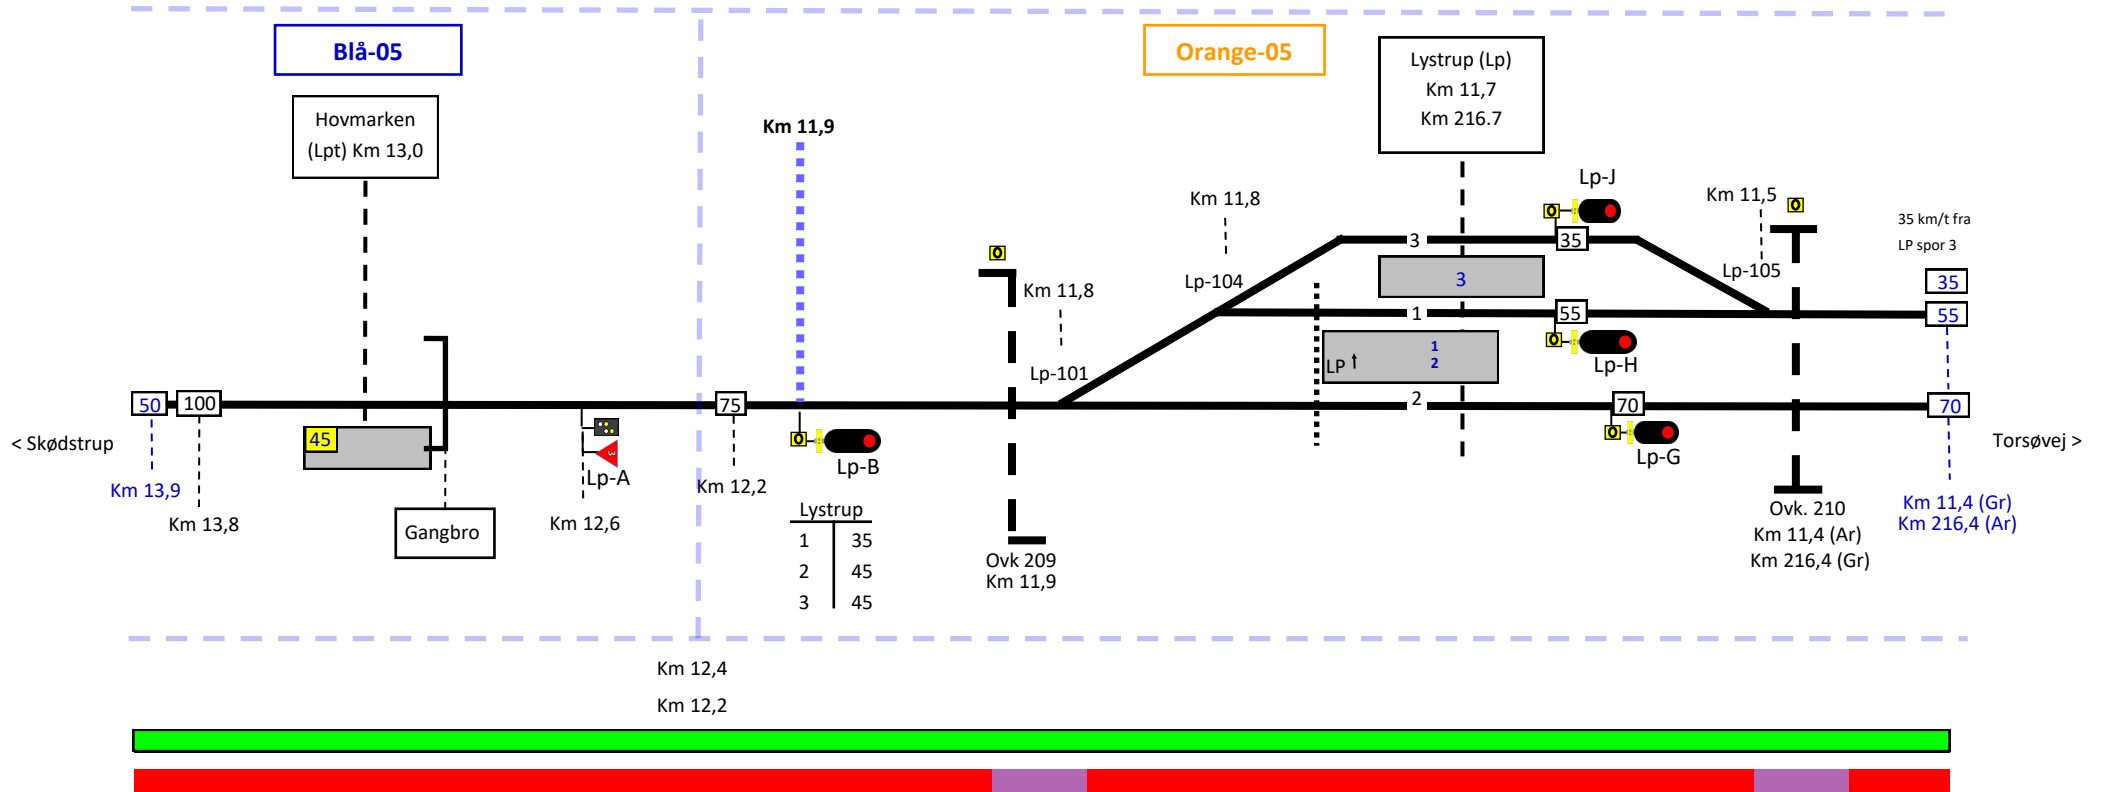 Blå-05
Orange-05
Hovmarken
(Lpt) Km 13,0
Km 11,9
Lystrup (Lp)
Km 11,7
Km 216.7
Lp-J
Km 11,8
Km 11,5
35 km/t fra
LP spor 3
3
35
Lp-104
Lp-105
3
35
Km 11,8
1
55
55
Lp-101
LP
1
2
Lp-H
50
100
75
2
70
70
< Skødstrup
45
Lp-A
3
Lp-B
Lp-G
Torsøvej >
Km 13,9
Km 13,8
Gangbro
Km 12,6
Km 12,2
Lystrup
1 35
2 45
3 45
Ovk 209
Km 11,9
Ovk. 210
Km 11,4 (Ar)
Km 216,4 (Gr)
Km 11,4 (Gr)
Km 216,4 (Ar)
Km 12,4
Km 12,2